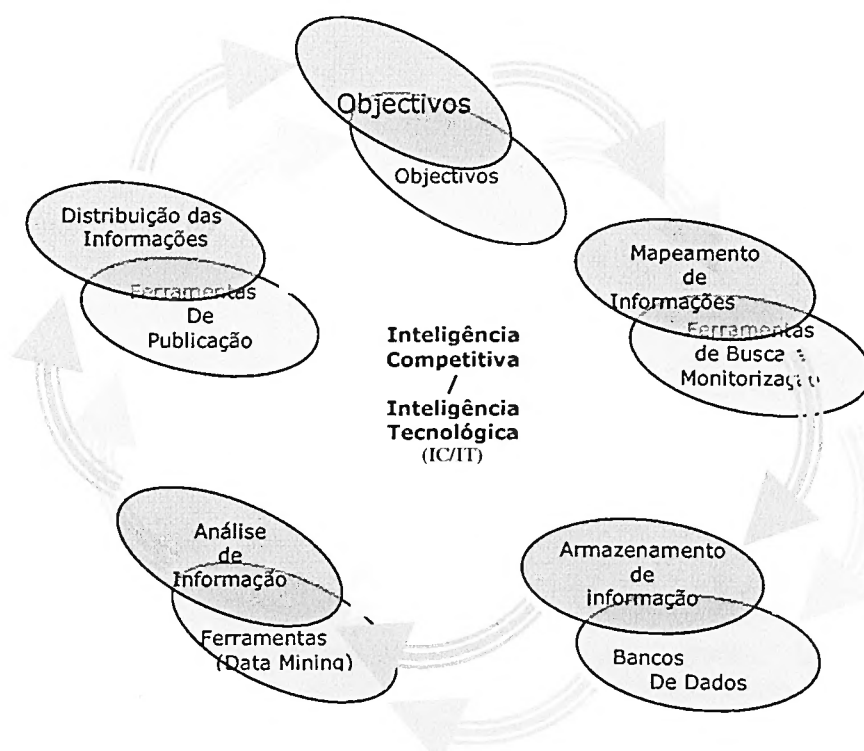 Objectivos
Objectivos
Distribuição das
Informações
Ferramentas
De
Publicação
Mapeamento
de
Informações
Ferramentas
de Busca e
Monitorização
Inteligência
Competitiva
/
Inteligência
Tecnológica
(IC/IT)
Análise
de
Informação
Ferramentas
(Data Mining)
Armazenamento
de
informação
Bancos
De Dados